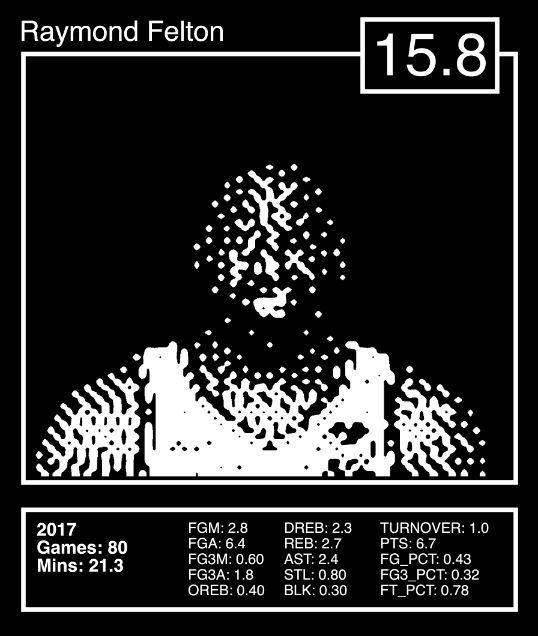 Raymond Felton
15.8
2017
Games: 80
Mins: 21.3
FGM: 2.8
FGA: 6.4
FG3M: 0.60
FG3A: 1.8
OREB: 0.40
DREB: 2.3
REB: 2.7
AST: 2.4
STL: 0.80
BLK: 0.30
TURNOVER: 1.0
PTS: 6.7
FG_PCT: 0.43
FG3_PCT: 0.32
FT_PCT: 0.78